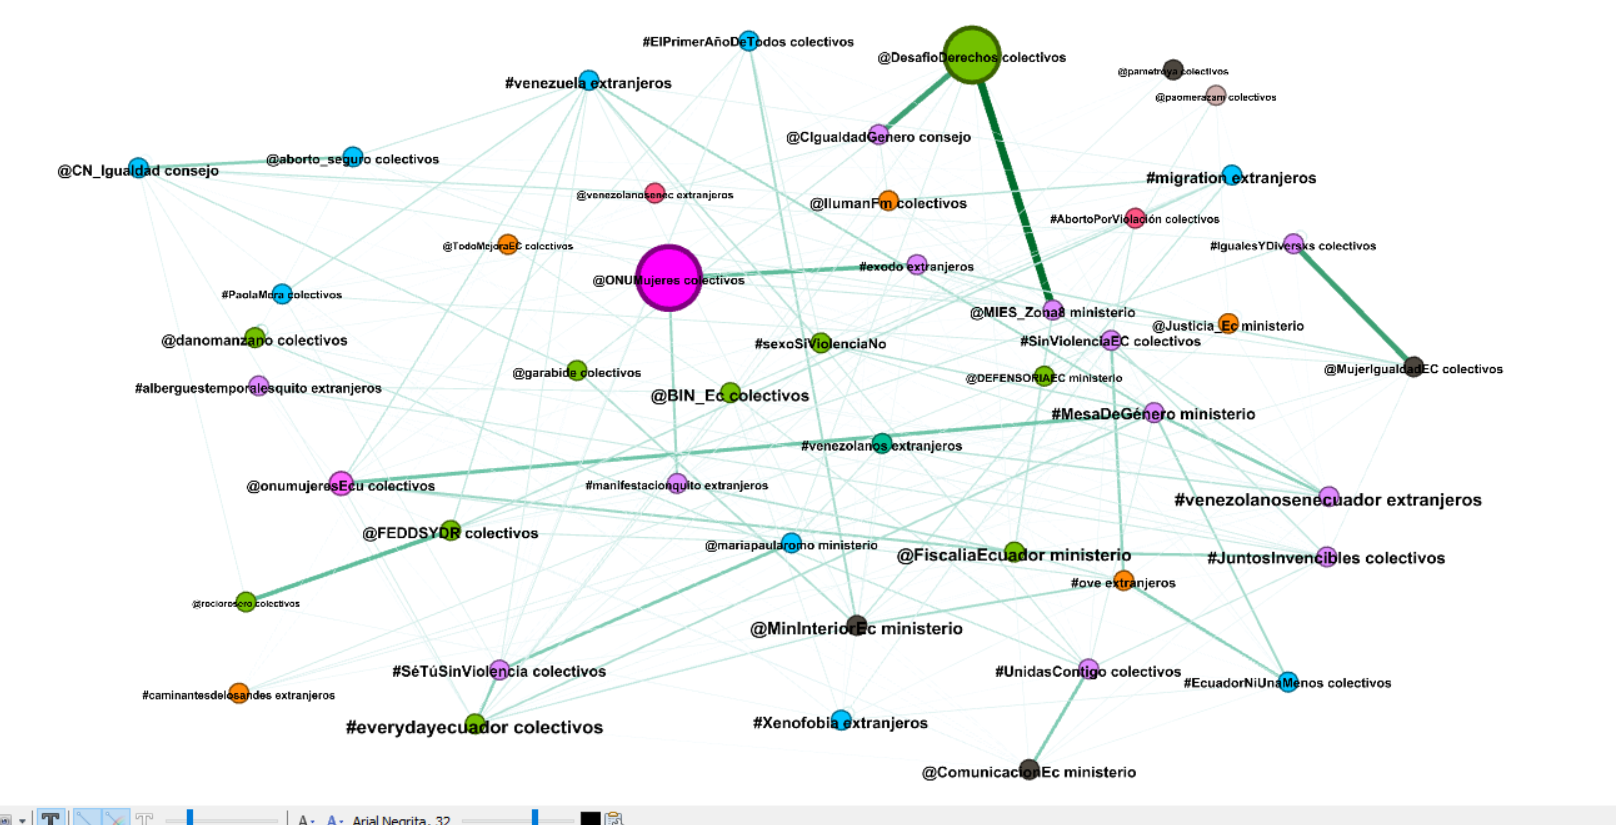 #ElPrimerAñoDeTodos colectivos
@DesafioDerechos colectivos
@pametroya colectivos
#venezuela extranjeros
@paomerazam colectivos
@CIgualdadGenero consejo
@aborto_seguro colectivos
@CN_Igualdad consejo
#migration extranjeros
@venezolanosenec extranjeros
@IlumanFm colectivos
#AbortoPorViolación colectivos
@TodoMejoraEC colectivos
#IgualesYDiversxs colectivos
#exodo extranjeros
@ONUMujeres colectivos
#PaolaMera colectivos
@MIES_Zona8 ministerio
@Justicia_Ec ministerio
@danomanzano colectivos
#sexoSiViolenciaNo
#SinViolenciaEC colectivos
@garabide colectivos
@MujerIgualdadEC colectivos
@DEFENSORIAEC ministerio
#alberguestemporalesquito extranjeros
@BIN_Ec colectivos
#MesaDeGénero ministerio
#venezolanos extranjeros
@onumujeresEcu colectivos
#manifestacionquito extranjeros
#venezolanosenecuador extranjeros
@FEDDSYDR colectivos
@mariapaularomo ministerio
@FiscaliaEcuador ministerio
#JuntosInvencibles colectivos
#ove extranjeros
@rociorosero colectivos
@MinInteriorEc ministerio
#SéTúSinViolencia colectivos
#UnidasContigo colectivos
#EcuadorNiUnaMenos colectivos
#caminantesdelosandes extranjeros
#everydayecuador colectivos
#Xenofobia extranjeros
@ComunicacionEc ministerio
T T A- A- Arial Negrita, 32